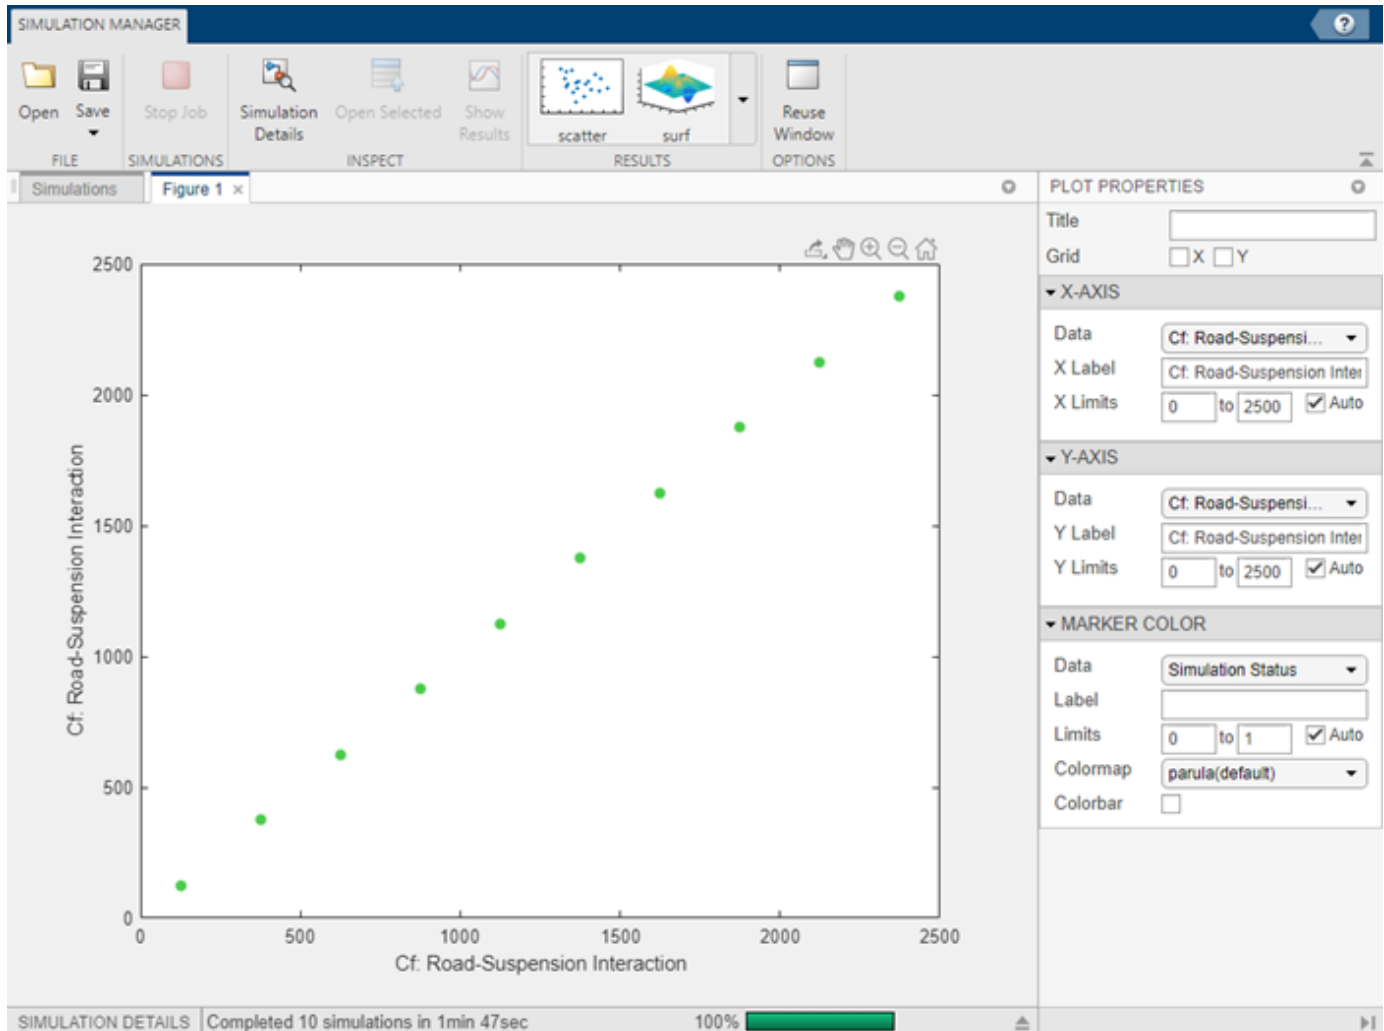 SIMULATION MANAGER
?
Open
Save
Stop Job
Simulation Details
Open Selected
Show Results
scatter
surf
Reuse Window
FILE
SIMULATIONS
INSPECT
RESULTS
OPTIONS
Simulations
Figure 1 ×
PLOT PROPERTIES
Title
Grid X Y
X-AXIS
Data Cf: Road-Suspensi...
X Label Cf: Road-Suspension Inter
X Limits 0 to 2500 Auto
Y-AXIS
Data Cf: Road-Suspensi...
Y Label Cf: Road-Suspension Inter
Y Limits 0 to 2500 Auto
MARKER COLOR
Data Simulation Status
Label
Limits 0 to 1 Auto
Colormap parula(default)
Colorbar
2500
2000
1500
1000
500
0
Cf: Road-Suspension Interaction
0 500 1000 1500 2000 2500
Cf: Road-Suspension Interaction
SIMULATION DETAILS Completed 10 simulations in 1min 47sec 100%